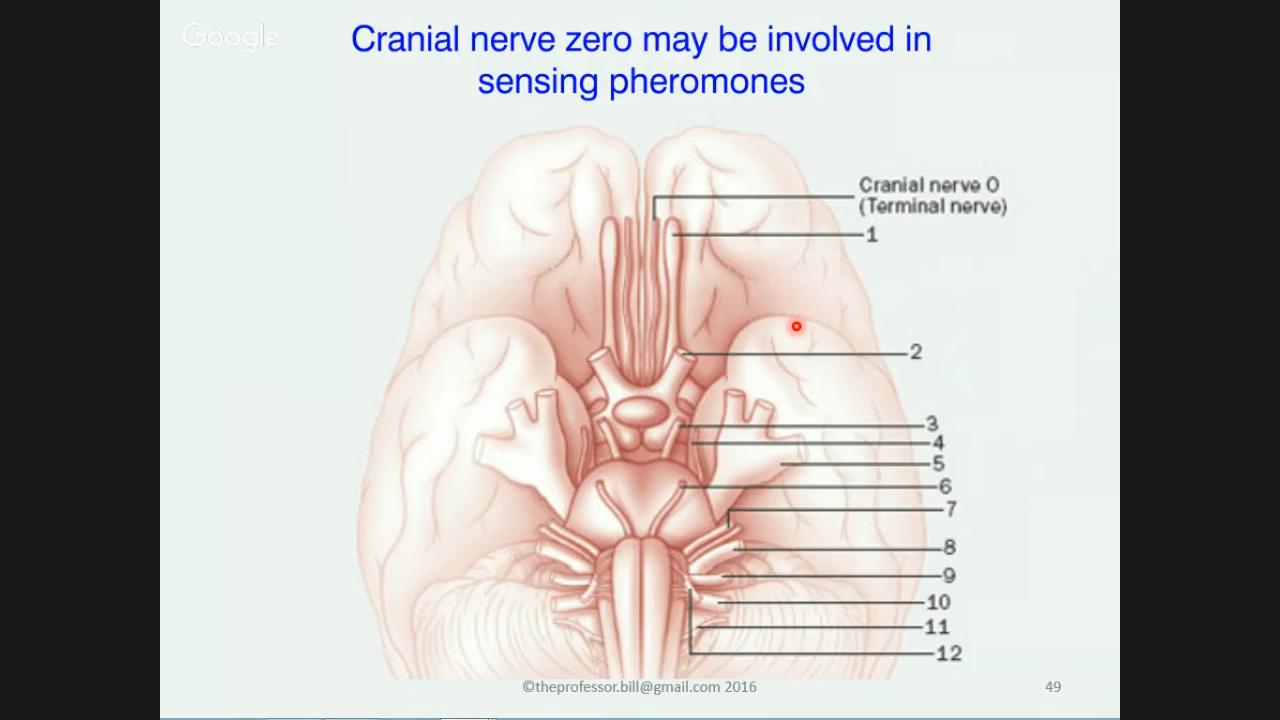 Google
Cranial nerve zero may be involved in
sensing pheromones
Cranial nerve 0
(Terminal nerve)
1
2
3
4
5
6
7
8
9
10
11
12
©theprofessor.bill@gmail.com 2016
49